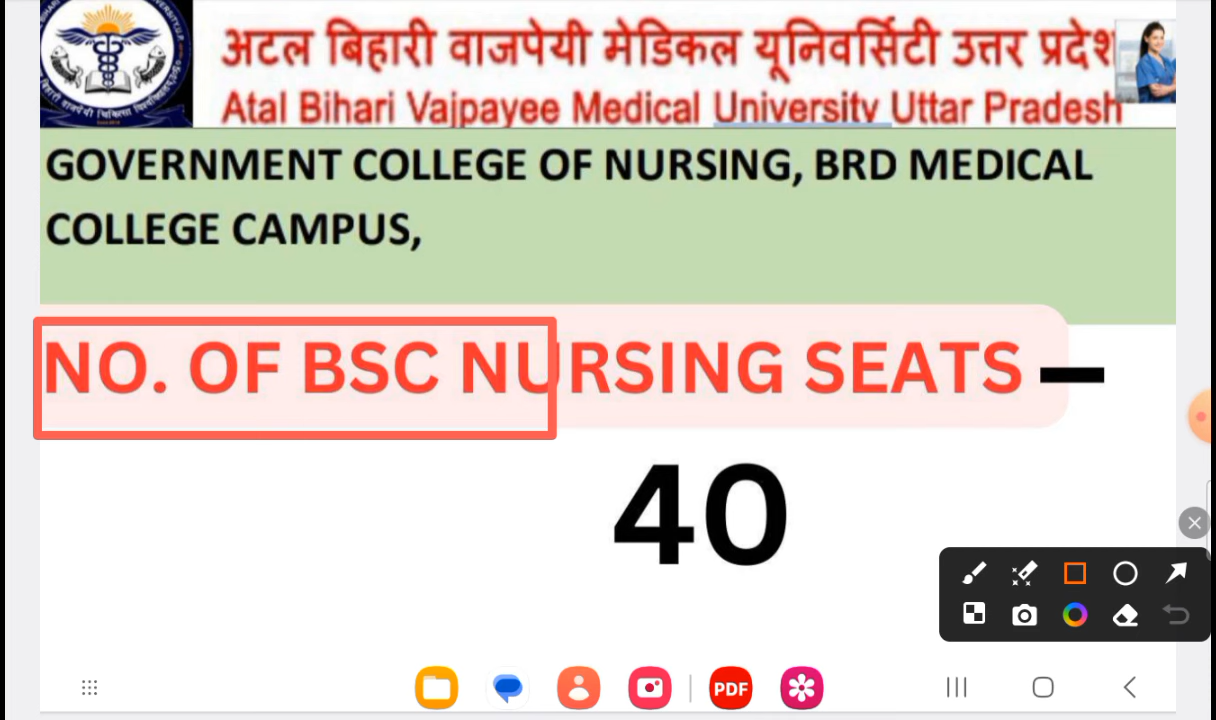 अटल बिहारी वाजपेयी मेडिकल यूनिवर्सिटी उत्तर प्रदेश
Atal Bihari Vajpayee Medical University Uttar Pradesh
GOVERNMENT COLLEGE OF NURSING, BRD MEDICAL
COLLEGE CAMPUS,
NO. OF BSC NURSING SEATS –
40
PDF